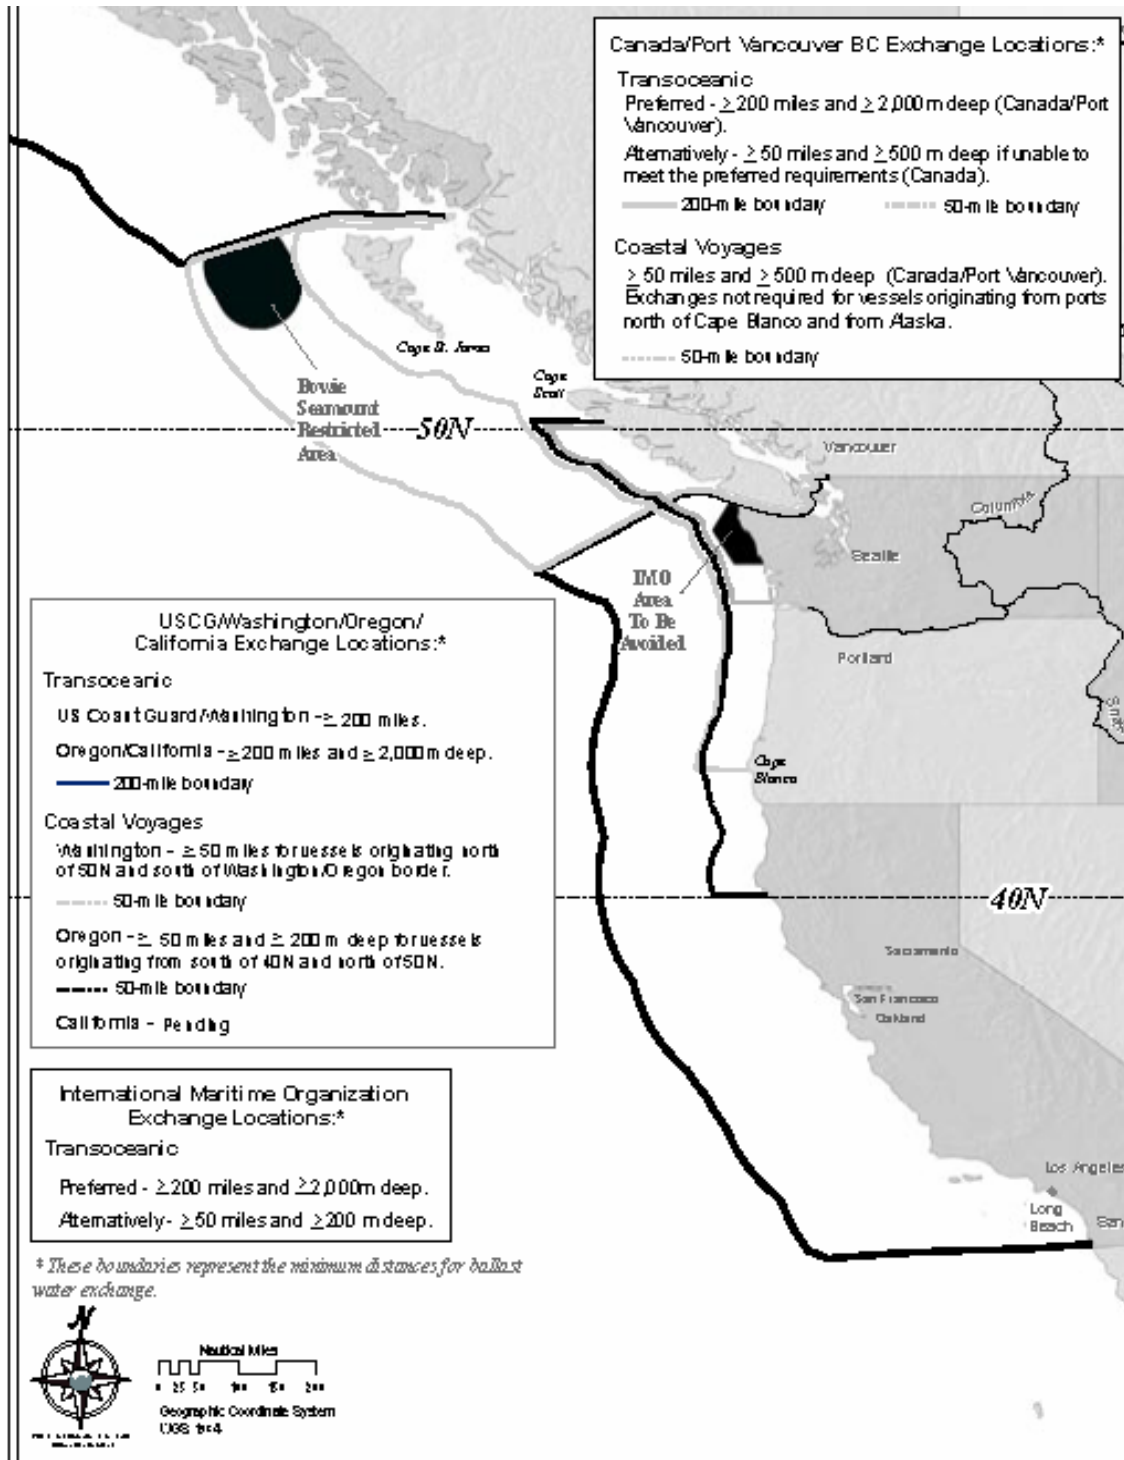 Canada/Port Vancouver BC Exchange Locations:*
Transoceanic
Preferred - ≥ 200 miles and ≥ 2,000 m deep (Canada/Port
Vancouver).
Alternatively - ≥ 50 miles and ≥ 500 m deep if unable to
meet the preferred requirements (Canada).
200-mile boundary
50-mile boundary
Coastal Voyages
≥ 50 miles and ≥ 500 m deep (Canada/Port Vancouver).
Exchanges not required for vessels originating from ports
north of Cape Blanco and from Alaska.
50-mile boundary
Cape St. James
Cape
Scott
Bowie
Seamount
Restricted
Area
50N
Vancouver
Columbia
Seattle
IMO
Area
To Be
Avoided
Portland
Cape
Blanco
USCG/Washington/Oregon/
California Exchange Locations:*
Transoceanic
US Coast Guard/Washington - ≥ 200 miles.
Oregon/California - ≥ 200 miles and ≥ 2,000 m deep.
200-mile boundary
Coastal Voyages
Washington - ≥ 50 miles for vessels originating north
of 50N and south of Washington/Oregon border.
50-mile boundary
Oregon - ≥ 50 miles and ≥ 200 m deep for vessels
originating from south of 40N and north of 50N.
50-mile boundary
California - Pending
40N
Sacramento
San Francisco
Oakland
Los Angeles
Long
Beach
San
International Maritime Organization
Exchange Locations:*
Transoceanic
Preferred - ≥ 200 miles and ≥ 2,000m deep.
Alternatively - ≥ 50 miles and ≥ 200 m deep.
* These boundaries represent the minimum distances for ballast
water exchange.
N
Nautical Miles
0 25 50 100 150 200
Geographic Coordinate System